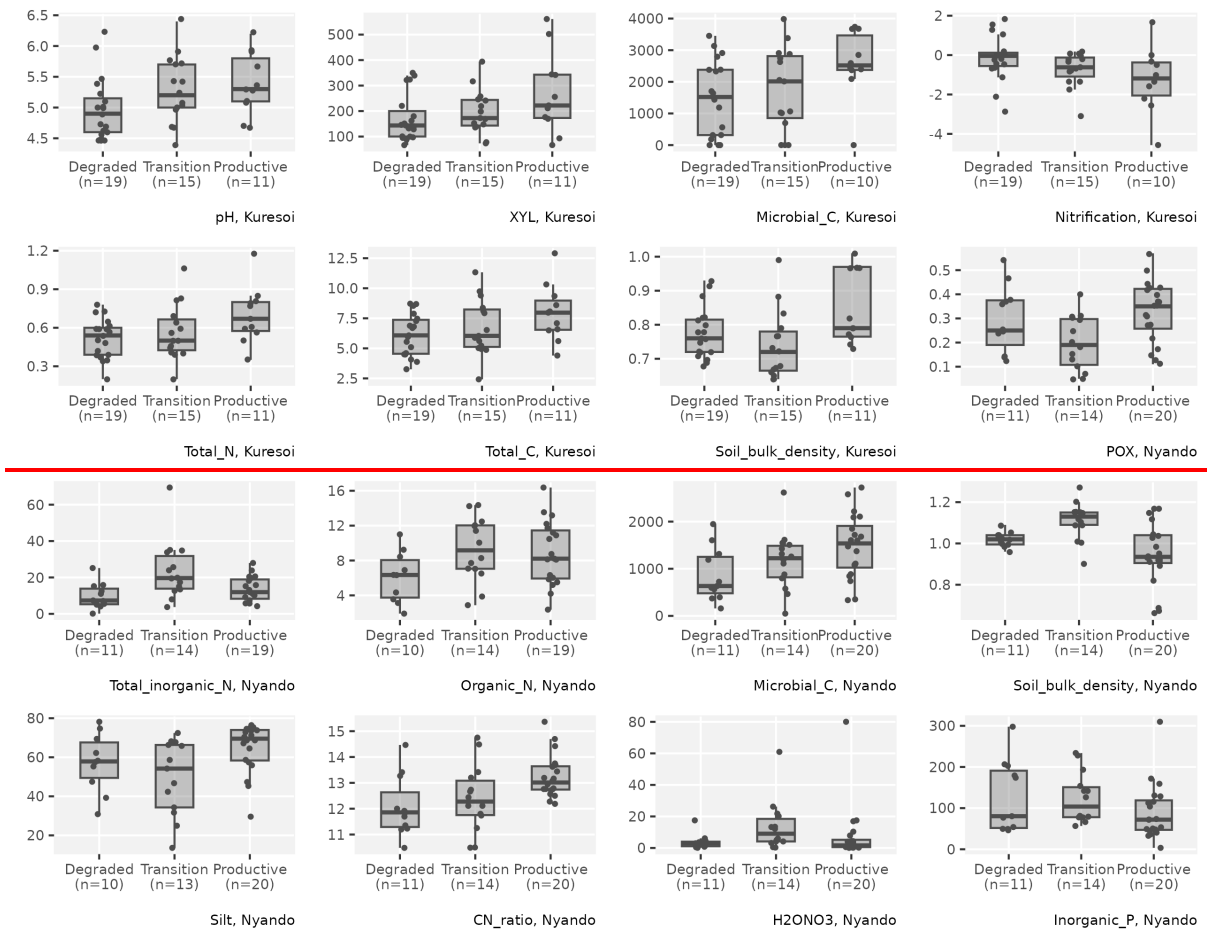 6.5
6.0
5.5
5.0
4.5
Degraded Transition Productive
(n=19) (n=15) (n=11)
pH, Kuresoi
500
400
300
200
100
Degraded Transition Productive
(n=19) (n=15) (n=11)
XYL, Kuresoi
4000
3000
2000
1000
0
Degraded Transition Productive
(n=19) (n=15) (n=10)
Microbial_C, Kuresoi
2
0
-2
-4
Degraded Transition Productive
(n=19) (n=15) (n=10)
Nitrification, Kuresoi
1.2
0.9
0.6
0.3
Degraded Transition Productive
(n=19) (n=15) (n=11)
Total_N, Kuresoi
12.5
10.0
7.5
5.0
2.5
Degraded Transition Productive
(n=19) (n=15) (n=11)
Total_C, Kuresoi
1.0
0.9
0.8
0.7
Degraded Transition Productive
(n=19) (n=15) (n=11)
Soil_bulk_density, Kuresoi
0.5
0.4
0.3
0.2
0.1
Degraded Transition Productive
(n=11) (n=14) (n=20)
POX, Nyando
60
40
20
0
Degraded Transition Productive
(n=11) (n=14) (n=19)
Total_inorganic_N, Nyando
16
12
8
4
Degraded Transition Productive
(n=10) (n=14) (n=19)
Organic_N, Nyando
2000
1000
0
Degraded Transition Productive
(n=11) (n=14) (n=20)
Microbial_C, Nyando
1.2
1.0
0.8
Degraded Transition Productive
(n=11) (n=14) (n=20)
Soil_bulk_density, Nyando
80
60
40
20
Degraded Transition Productive
(n=10) (n=13) (n=20)
Silt, Nyando
15
14
13
12
11
Degraded Transition Productive
(n=11) (n=14) (n=20)
CN_ratio, Nyando
80
60
40
20
0
Degraded Transition Productive
(n=11) (n=14) (n=20)
H2ONO3, Nyando
300
200
100
0
Degraded Transition Productive
(n=11) (n=14) (n=20)
Inorganic_P, Nyando